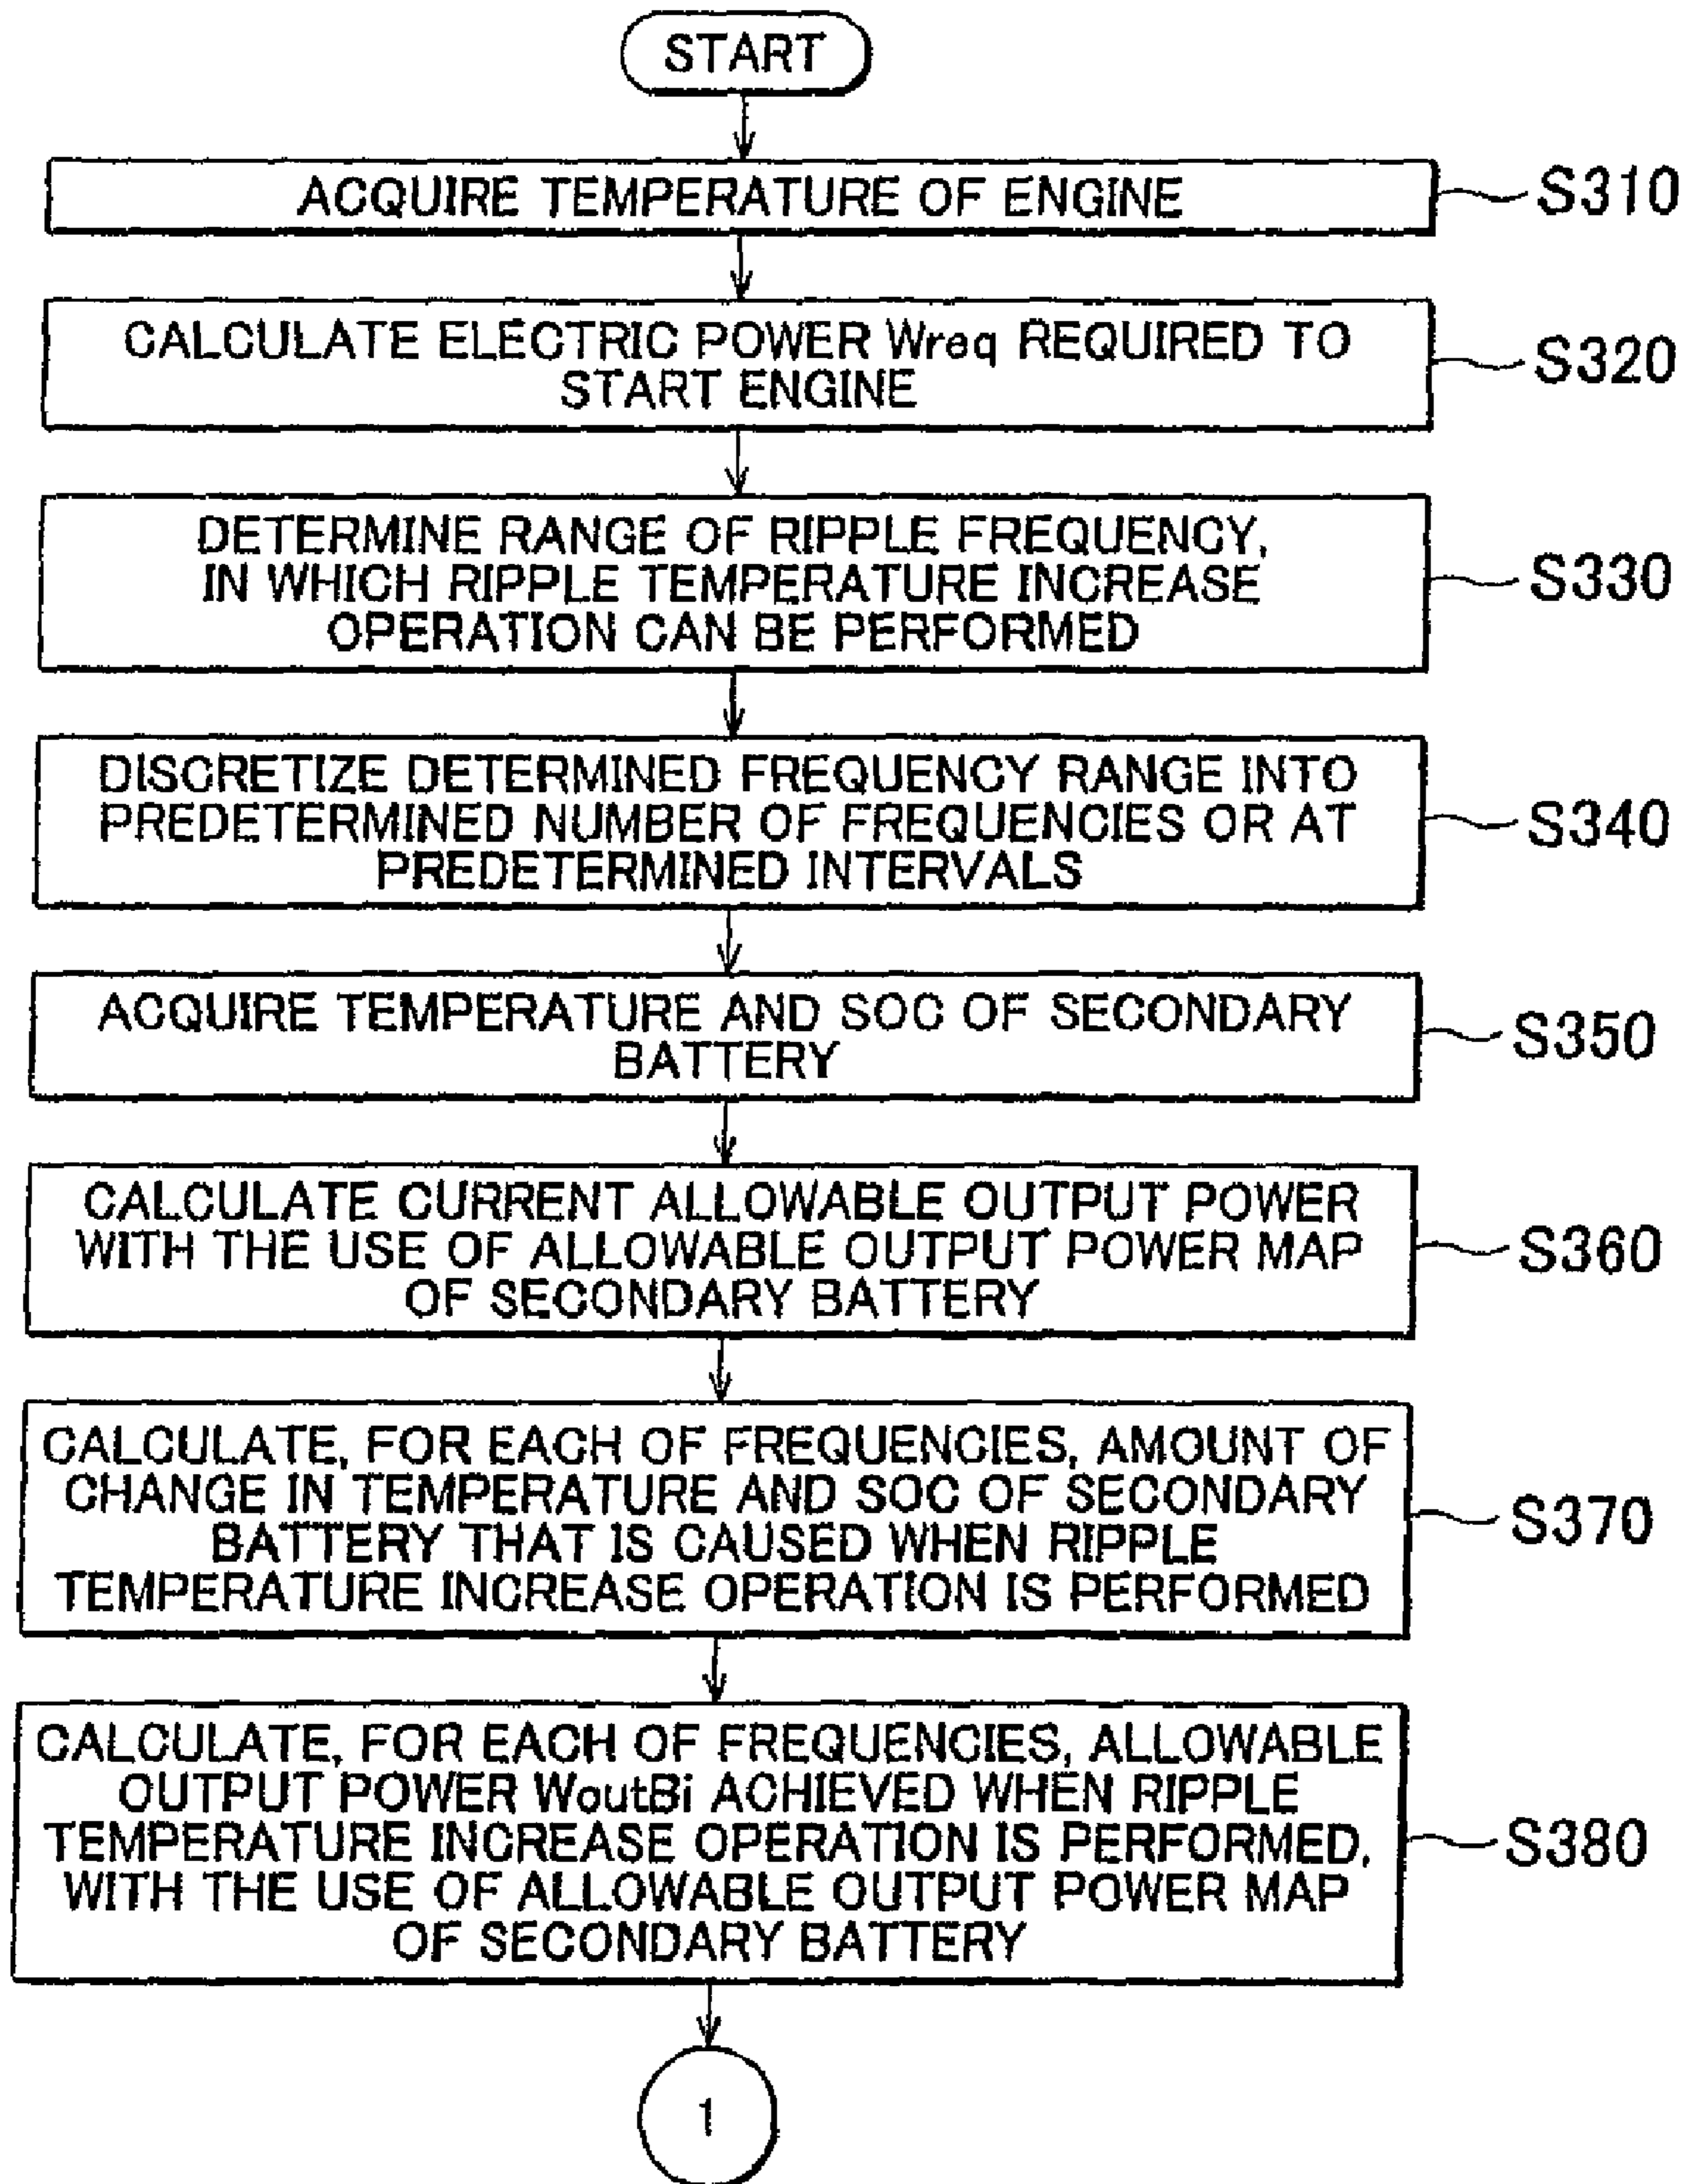 START
ACQUIRE TEMPERATURE OF ENGINE
S310
CALCULATE ELECTRIC POWER Wreq REQUIRED TO
START ENGINE
S320
DETERMINE RANGE OF RIPPLE FREQUENCY,
IN WHICH RIPPLE TEMPERATURE INCREASE
OPERATION CAN BE PERFORMED
S330
DISCRETIZE DETERMINED FREQUENCY RANGE INTO
PREDETERMINED NUMBER OF FREQUENCIES OR AT
PREDETERMINED INTERVALS
S340
ACQUIRE TEMPERATURE AND SOC OF SECONDARY
BATTERY
S350
CALCULATE CURRENT ALLOWABLE OUTPUT POWER
WITH THE USE OF ALLOWABLE OUTPUT POWER MAP
OF SECONDARY BATTERY
S360
CALCULATE, FOR EACH OF FREQUENCIES, AMOUNT OF
CHANGE IN TEMPERATURE AND SOC OF SECONDARY
BATTERY THAT IS CAUSED WHEN RIPPLE
TEMPERATURE INCREASE OPERATION IS PERFORMED
S370
CALCULATE, FOR EACH OF FREQUENCIES, ALLOWABLE
OUTPUT POWER WoutBi ACHIEVED WHEN RIPPLE
TEMPERATURE INCREASE OPERATION IS PERFORMED,
WITH THE USE OF ALLOWABLE OUTPUT POWER MAP
OF SECONDARY BATTERY
S380
1